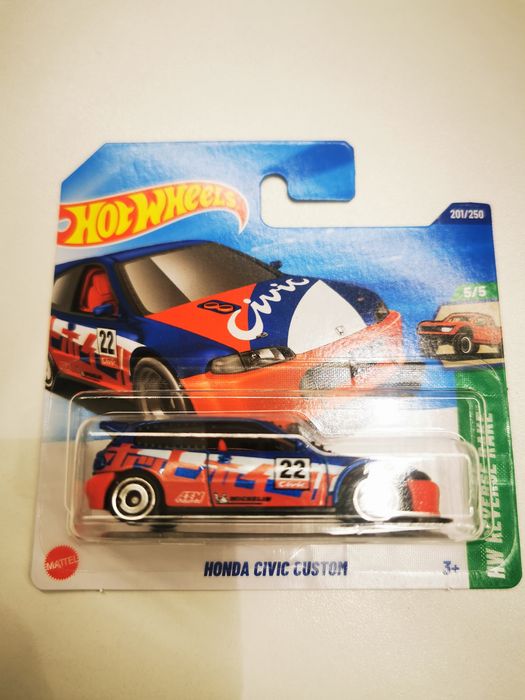 HOT WHEELS
201/250
5/5
8
Civic
22
HW REVERSE RAKE
22
Civic
AEM
MICHELIN
MATTEL
HONDA CIVIC CUSTOM
3+